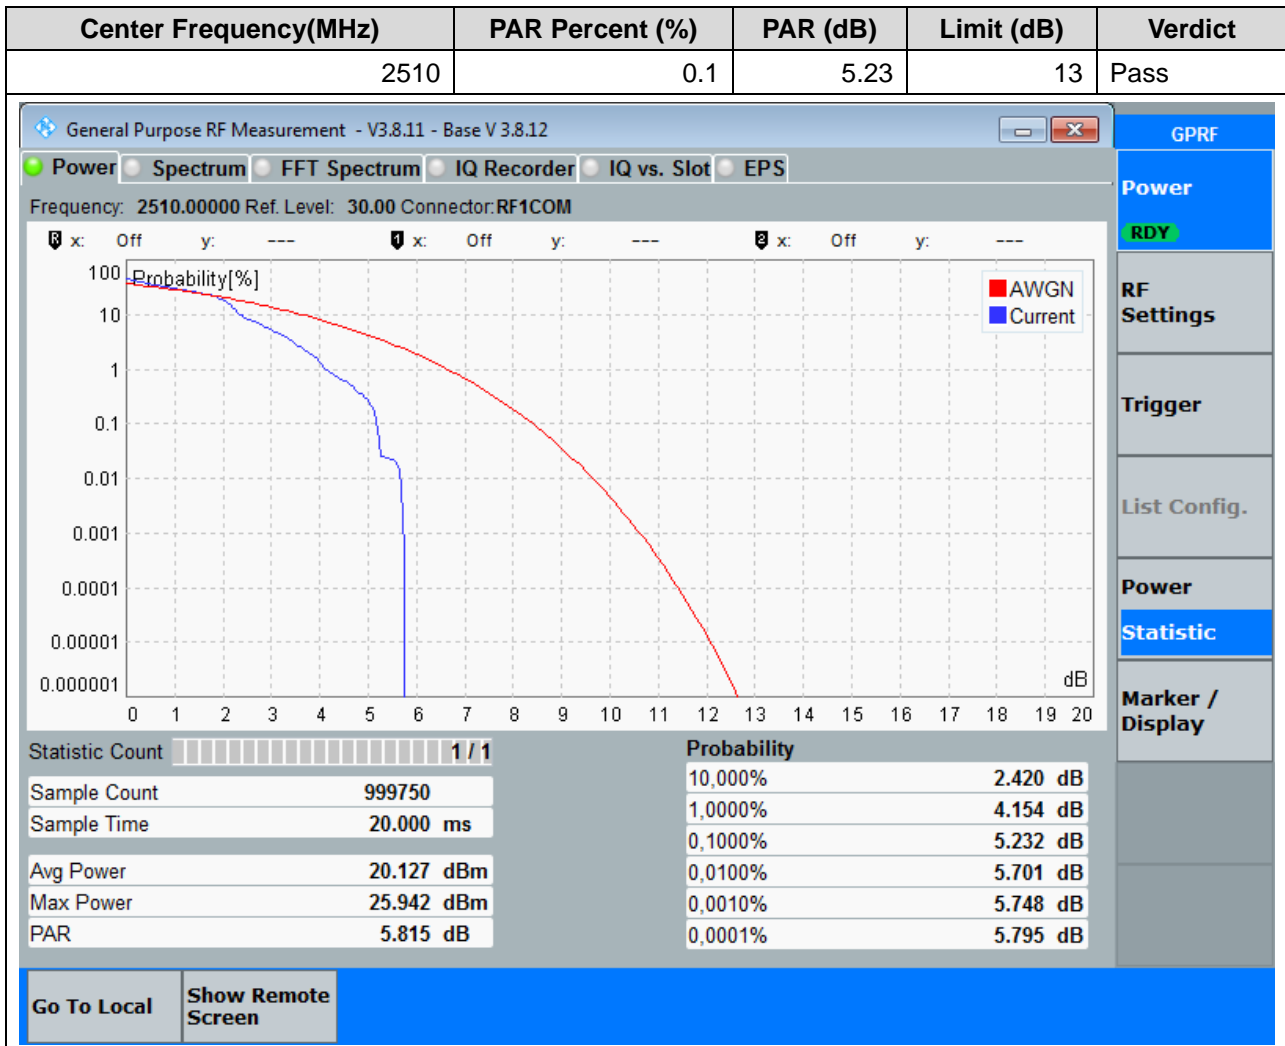 Center Frequency(MHz) PAR Percent (%) PAR (dB) Limit (dB) Verdict
2510 0.1 5.23 13 Pass
General Purpose RF Measurement - V3.8.11 - Base V 3.8.12
GPRF
Power Spectrum FFT Spectrum IQ Recorder IQ vs. Slot EPS
Frequency: 2510.00000 Ref. Level: 30.00 Connector: RF1COM
R x: Off y: --- 1 x: Off y: --- 2 x: Off y: ---
Probability[%]
100
10
1
0.1
0.01
0.001
0.0001
0.00001
0.000001
AWGN
Current
dB
0 1 2 3 4 5 6 7 8 9 10 11 12 13 14 15 16 17 18 19 20
Statistic Count 1 / 1
Sample Count 999750
Sample Time 20.000 ms
Avg Power 20.127 dBm
Max Power 25.942 dBm
PAR 5.815 dB
Probability
10,000% 2.420 dB
1,0000% 4.154 dB
0,1000% 5.232 dB
0,0100% 5.701 dB
0,0010% 5.748 dB
0,0001% 5.795 dB
Power
RDY
RF
Settings
Trigger
List Config.
Power
Statistic
Marker /
Display
Go To Local
Show Remote
Screen